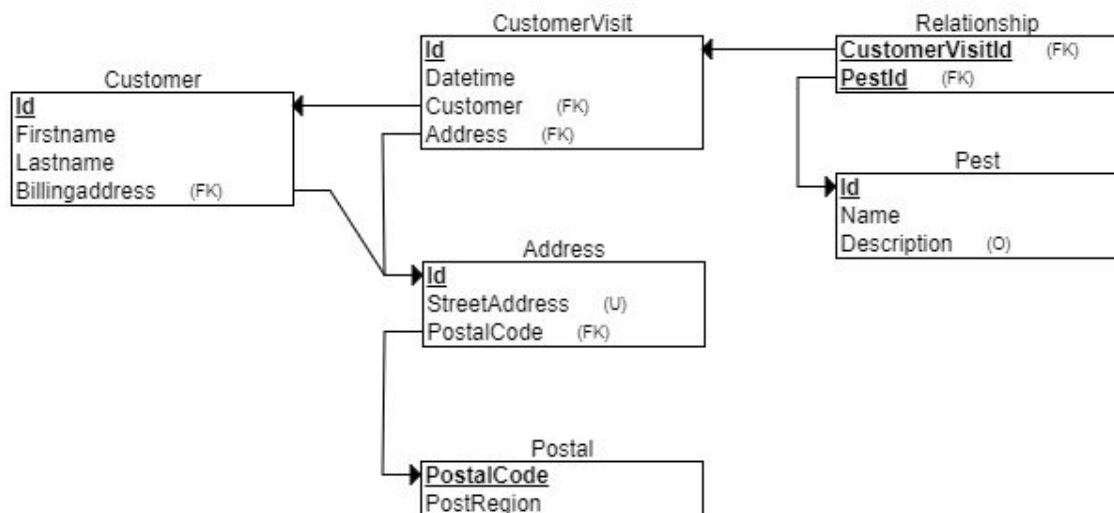 Customer
Id
Firstname
Lastname
Billingaddress (FK)
CustomerVisit
Id
Datetime
Customer (FK)
Address (FK)
Relationship
CustomerVisitId (FK)
PestId (FK)
Pest
Id
Name
Description (O)
Address
Id
StreetAddress (U)
PostalCode (FK)
Postal
PostalCode
PostRegion